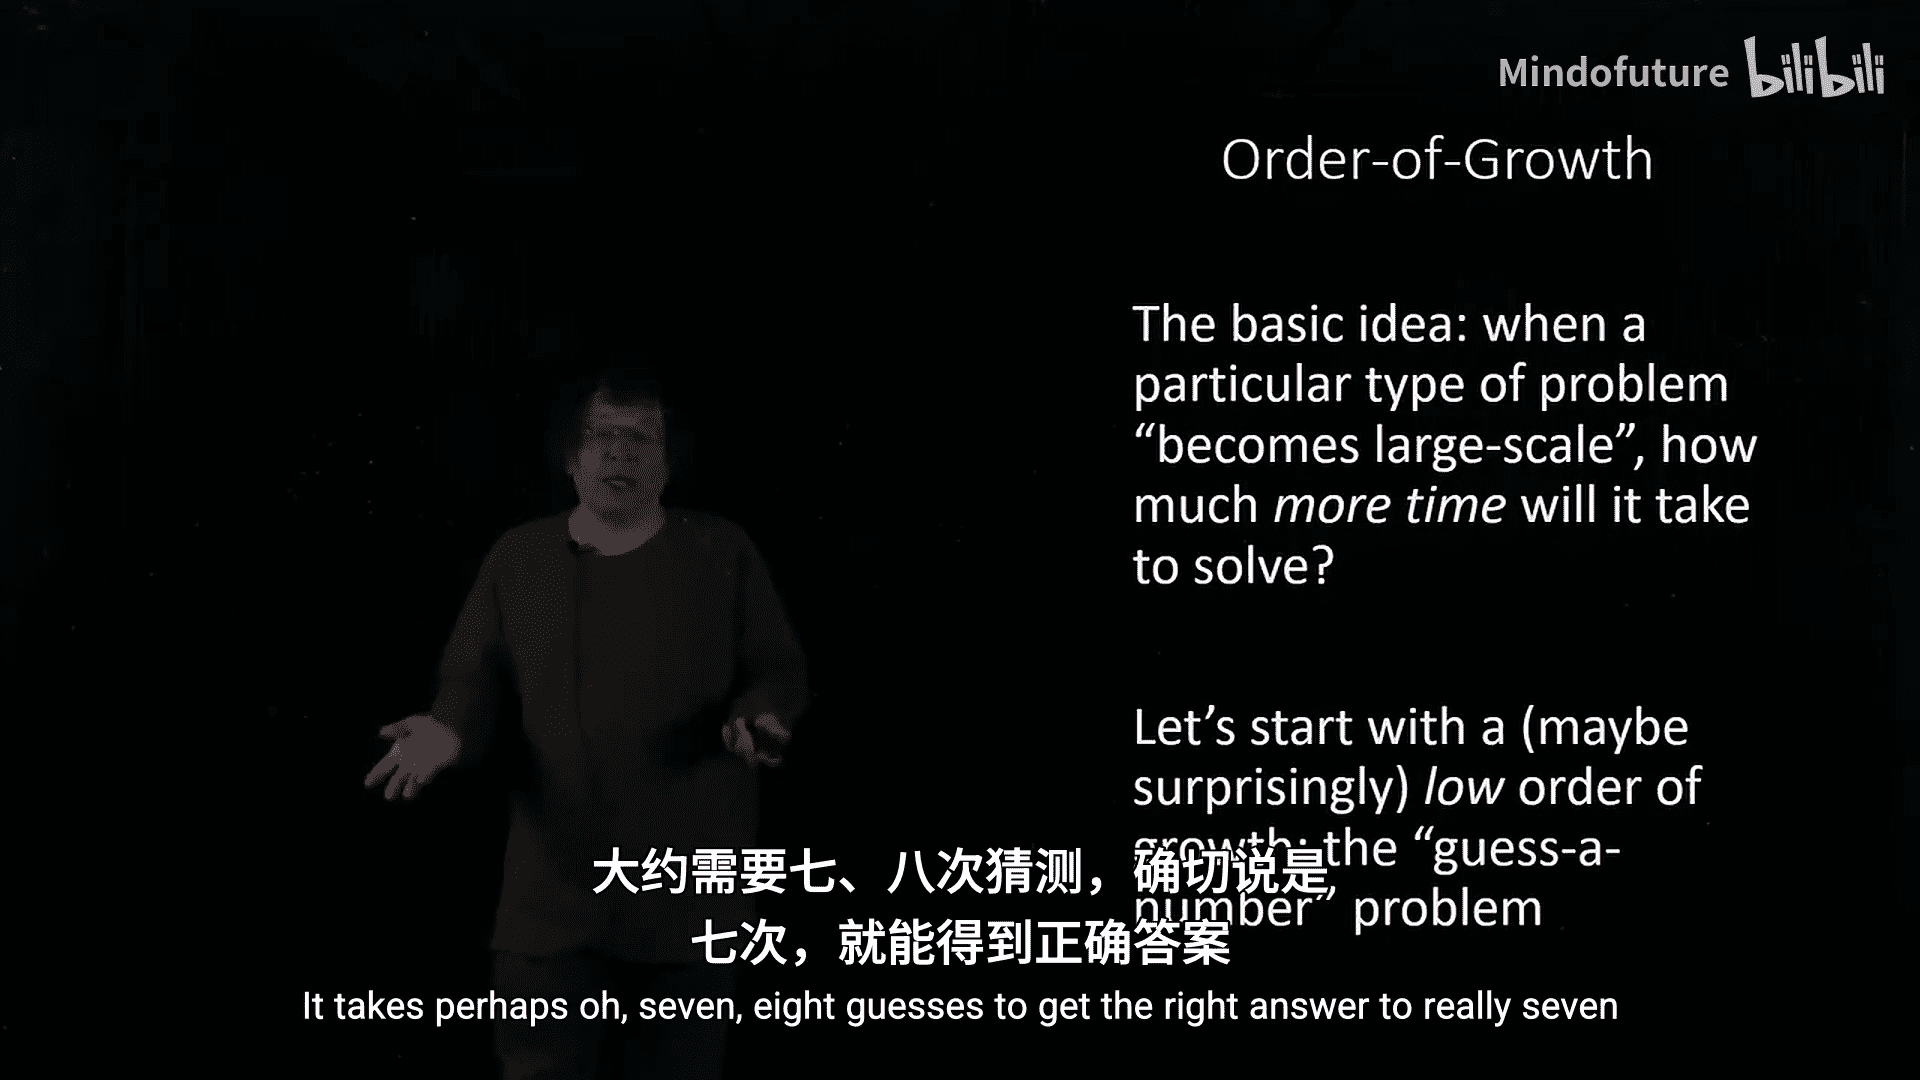 Mindofuture bilibili
Order-of-Growth
The basic idea: when a
particular type of problem
“becomes large-scale”, how
much more time will it take
to solve?
Let’s start with a (maybe
surprisingly) low order of
growth: the “guess-a-
number” problem
大约需要七、八次猜测，确切说是
七次，就能得到正确答案
It takes perhaps oh, seven, eight guesses to get the right answer to really seven